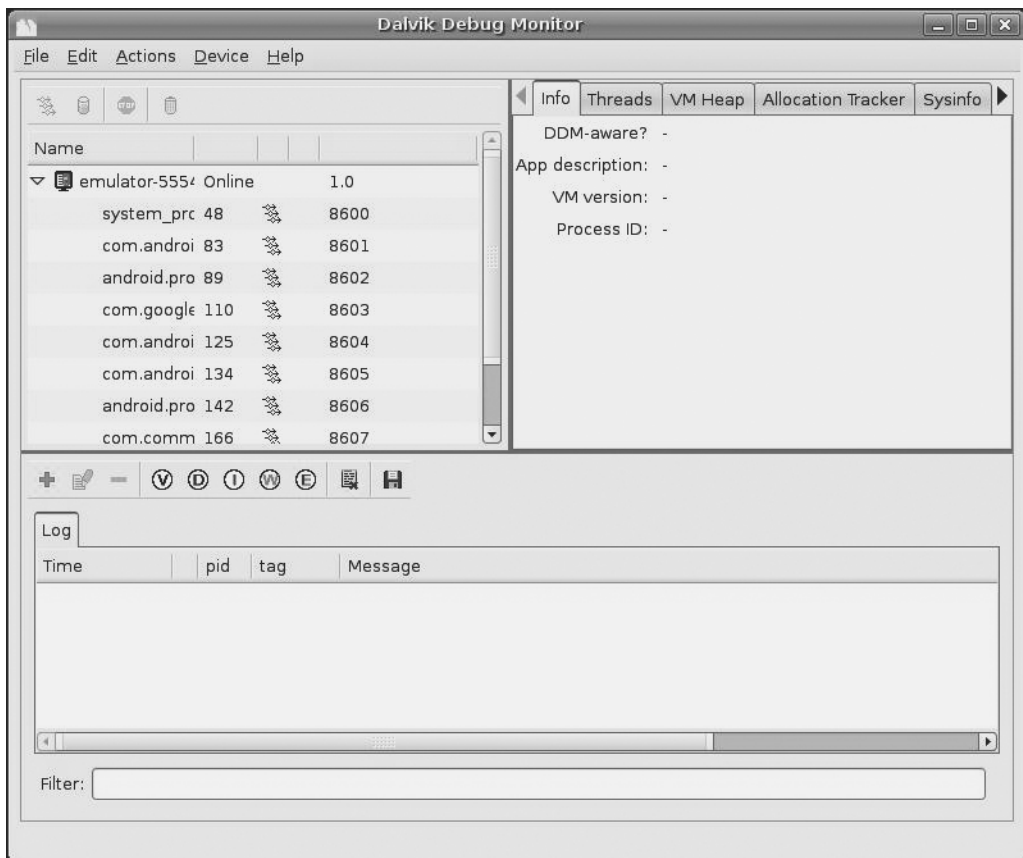 Dalvik Debug Monitor
File Edit Actions Device Help
Name
emulator-5554 Online 1.0
system_prc 48 8600
com.androi 83 8601
android.pro 89 8602
com.google 110 8603
com.androi 125 8604
com.androi 134 8605
android.pro 142 8606
com.comm 166 8607
Info Threads VM Heap Allocation Tracker Sysinfo
DDM-aware? -
App description: -
VM version: -
Process ID: -
V D I W E
Log
Time pid tag Message
Filter: